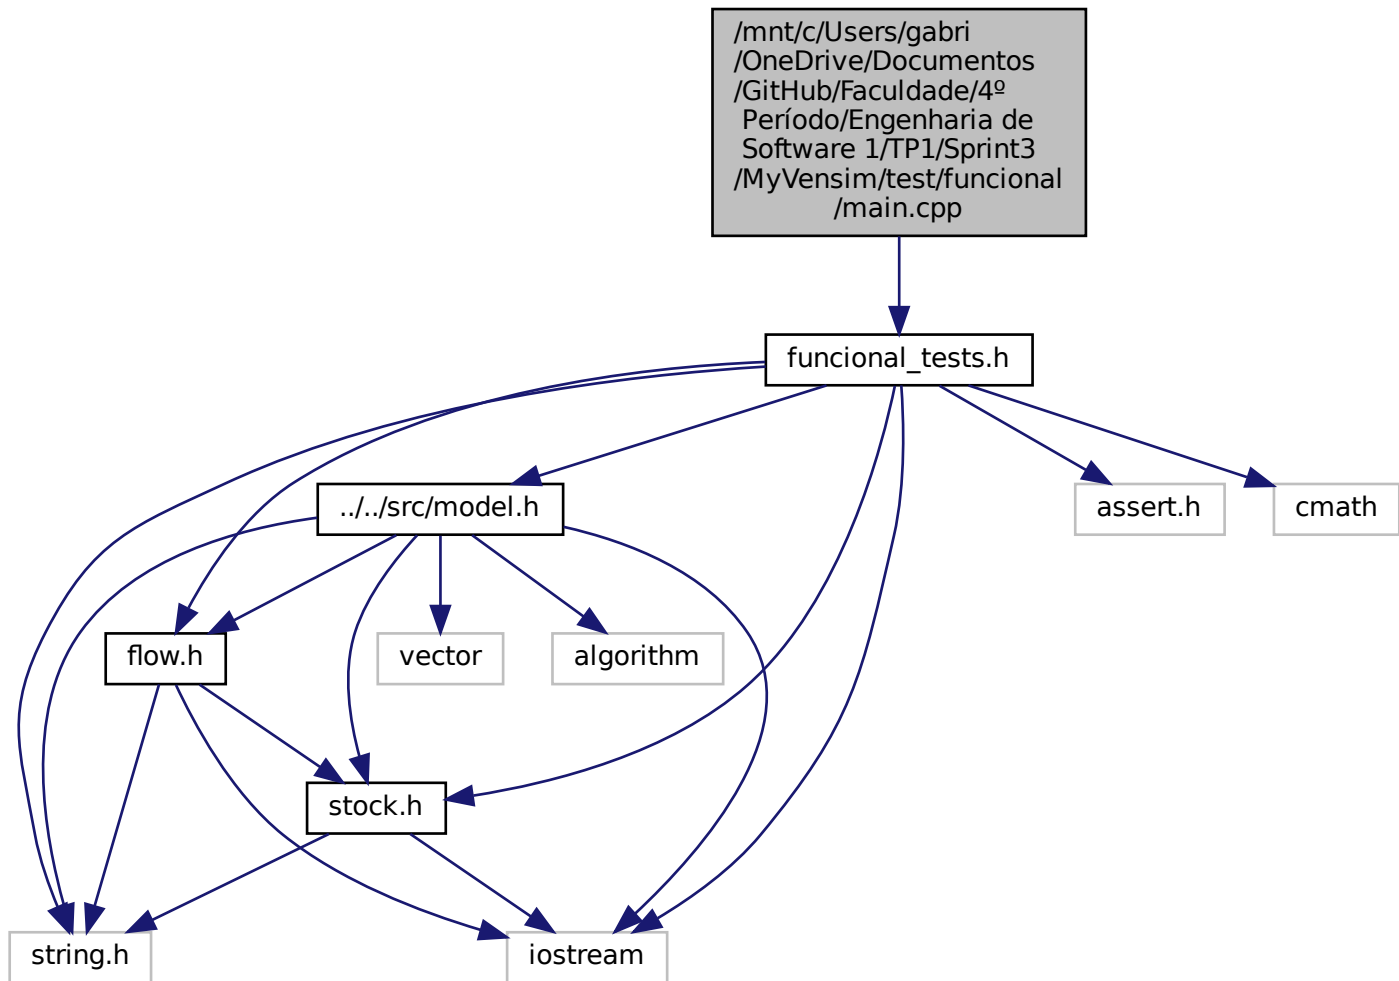 /mnt/c/Users/gabri
/OneDrive/Documentos
/GitHub/Faculdade/4º
Período/Engenharia de
Software 1/TP1/Sprint3
/MyVensim/test/funcional
/main.cpp
funcional_tests.h
../../src/model.h
assert.h
cmath
flow.h
vector
algorithm
stock.h
string.h
iostream